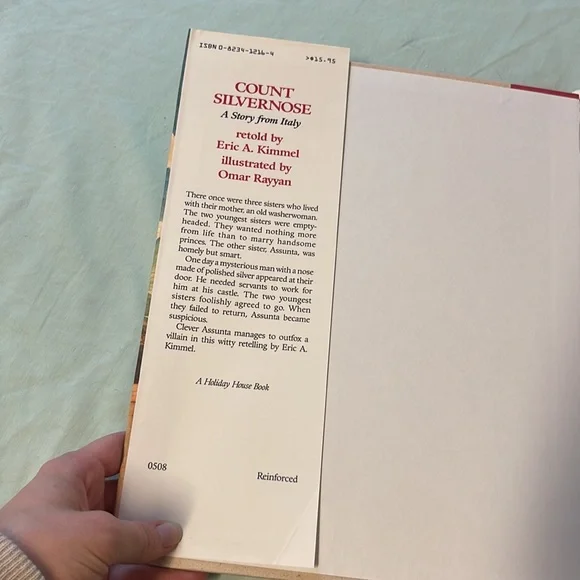 ISBN 0-8234-1216-4 >$15.95
COUNT
SILVERNOSE
A Story from Italy
retold by
Eric A. Kimmel
illustrated by
Omar Rayyan
There once were three sisters who lived
with their mother, an old washerwoman.
The two youngest sisters were empty-
headed. They wanted nothing more
from life than to marry handsome
princes. The other sister, Assunta, was
homely but smart.
One day a mysterious man with a nose
made of polished silver appeared at their
door. He needed servants to work for
him at his castle. The two youngest
sisters foolishly agreed to go. When
they failed to return, Assunta became
suspicious.
Clever Assunta manages to outfox a
villain in this witty retelling by Eric A.
Kimmel.
A Holiday House Book
0508 Reinforced